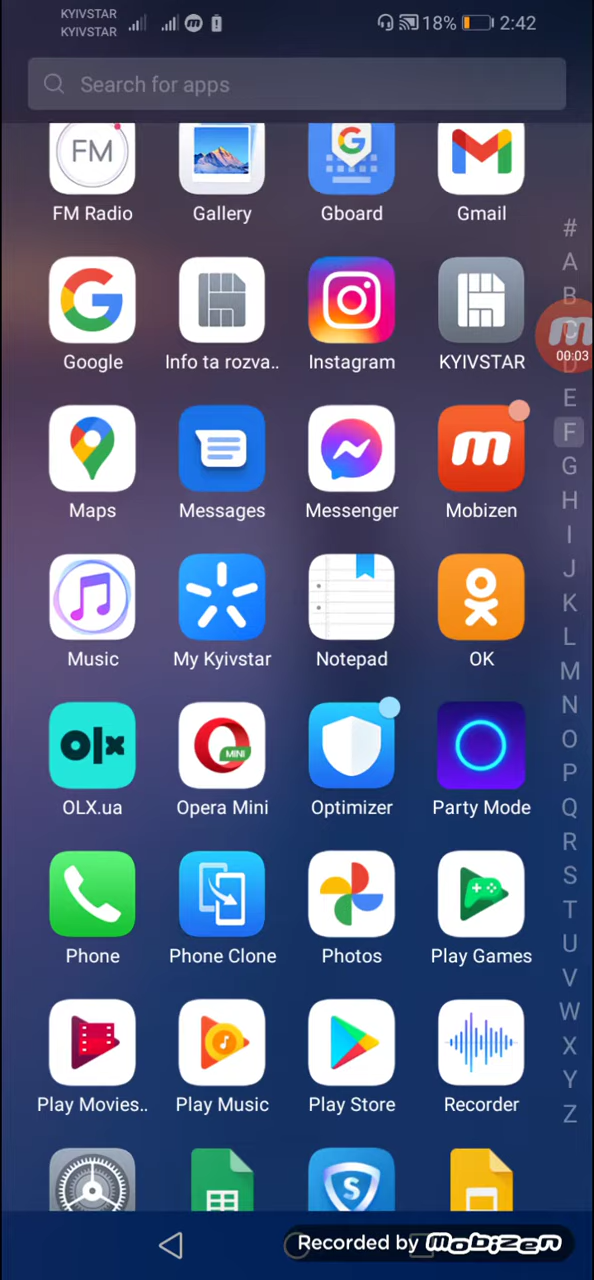 KYIVSTAR
KYIVSTAR
18% 2:42
Search for apps
FM
FM Radio Gallery Gboard Gmail
#
A
B
Google Info ta rozva.. Instagram KYIVSTAR
C
00:03
D
E
F
G
H
Maps Messages Messenger Mobizen
I
J
K
L
Music My Kyivstar Notepad OK
M
N
O
olx
MINI
P
OLX.ua Opera Mini Optimizer Party Mode
Q
R
S
T
U
Phone Phone Clone Photos Play Games
V
W
X
Y
Play Movies.. Play Music Play Store Recorder
Z
S
Recorded by mobizen